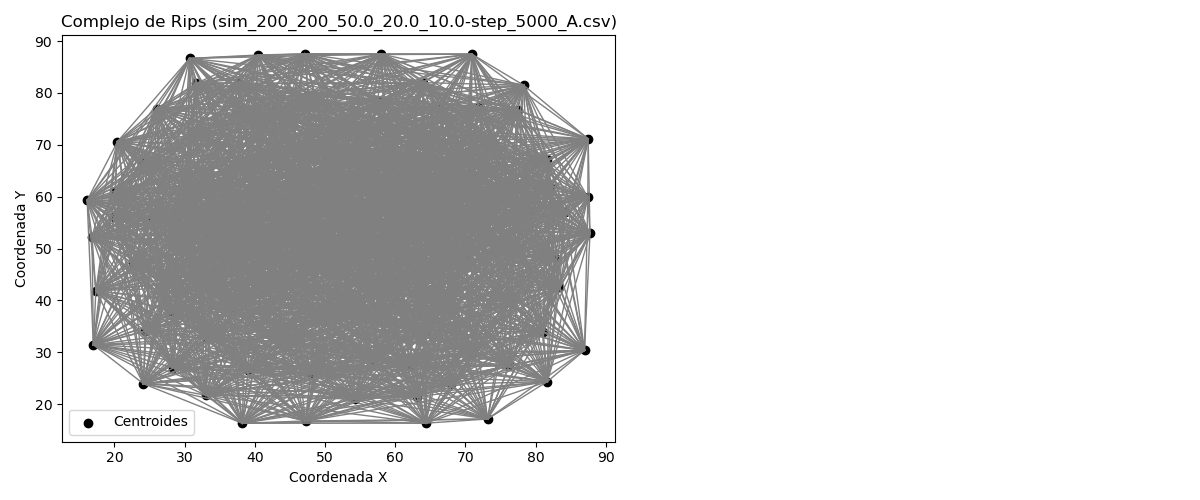 Complejo de Rips (sim_200_200_50.0_20.0_10.0-step_5000_A.csv)
90
80
70
60
50
40
30
20
Coordenada Y
Centroides
20 30 40 50 60 70 80 90
Coordenada X